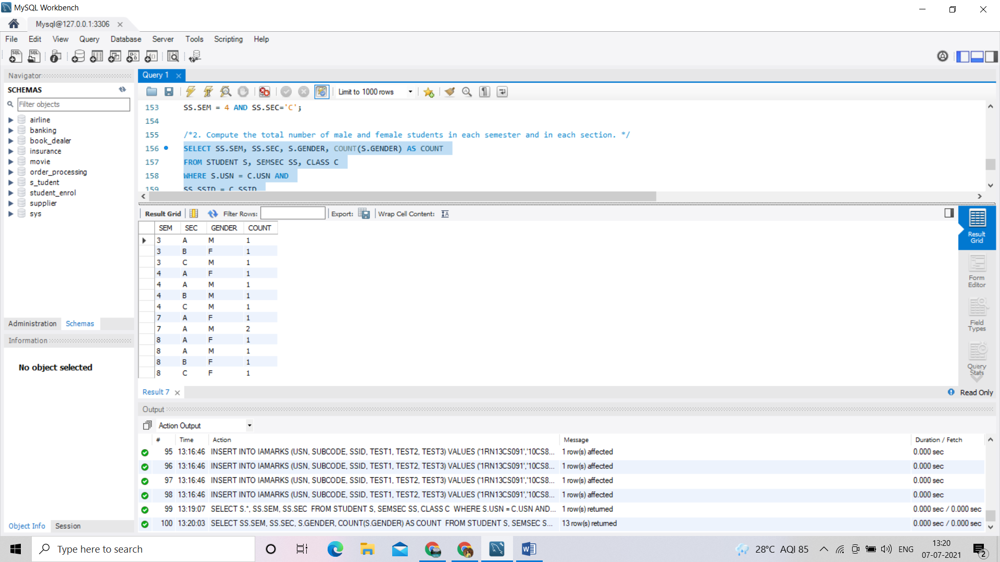 MySQL Workbench
Mysql@127.0.0.1:3306
File Edit View Query Database Server Tools Scripting Help
Navigator
SCHEMAS
Filter objects
airline
banking
book_dealer
insurance
movie
order_processing
s_tudent
student_enrol
supplier
sys
Administration Schemas
Information
No object selected
Object Info Session
Query 1
Limit to 1000 rows
153 SS.SEM = 4 AND SS.SEC='C';
154
155 /*2. Compute the total number of male and female students in each semester and in each section. */
156 SELECT SS.SEM, SS.SEC, S.GENDER, COUNT(S.GENDER) AS COUNT
157 FROM STUDENT S, SEMSEC SS, CLASS C
158 WHERE S.USN = C.USN AND
159 SS.SSID = C.SSID
Result Grid Filter Rows: Export: Wrap Cell Content:
SEM SEC GENDER COUNT
3 A M 1
3 B F 1
3 C M 1
4 A F 1
4 A M 1
4 B M 1
4 C M 1
7 A F 1
7 A M 2
8 A F 1
8 A M 1
8 B F 1
8 C F 1
Result Grid
Form Editor
Field Types
Query Stats
Result 7
Read Only
Output
Action Output
# Time Action Message Duration / Fetch
95 13:16:46 INSERT INTO IAMARKS (USN, SUBCODE, SSID, TEST1, TEST2, TEST3) VALUES ('1RN13CS091','10CS8... 1 row(s) affected 0.000 sec
96 13:16:46 INSERT INTO IAMARKS (USN, SUBCODE, SSID, TEST1, TEST2, TEST3) VALUES ('1RN13CS091','10CS8... 1 row(s) affected 0.000 sec
97 13:16:46 INSERT INTO IAMARKS (USN, SUBCODE, SSID, TEST1, TEST2, TEST3) VALUES ('1RN13CS091','10CS8... 1 row(s) affected 0.000 sec
98 13:16:46 INSERT INTO IAMARKS (USN, SUBCODE, SSID, TEST1, TEST2, TEST3) VALUES ('1RN13CS091','10CS8... 1 row(s) affected 0.000 sec
99 13:19:07 SELECT S.*, SS.SEM, SS.SEC FROM STUDENT S, SEMSEC SS, CLASS C WHERE S.USN = C.USN AND... 1 row(s) returned 0.000 sec / 0.000 sec
100 13:20:03 SELECT SS.SEM, SS.SEC, S.GENDER, COUNT(S.GENDER) AS COUNT FROM STUDENT S, SEMSEC S... 13 row(s) returned 0.000 sec / 0.000 sec
Type here to search
28°C AQI 85
ENG
13:20
07-07-2021
2